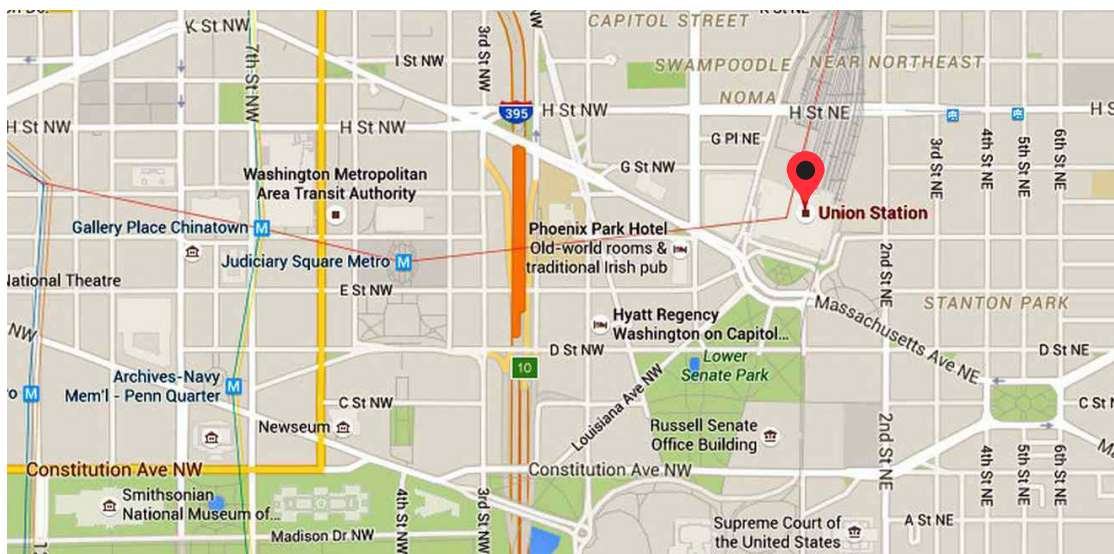 K St NW
CAPITOL STREET
K St NE
I St NW
7th St NW
3rd St NW
SWAMPOODLE
NEAR NORTHEAST
NOMA
395
H St NW
H St NE
H St NW
H St NW
G Pl NE
3rd St NE
4th St NE
5th St NE
6th St NE
G St NW
Washington Metropolitan
Area Transit Authority
Union Station
Gallery Place Chinatown
M
Phoenix Park Hotel
Old-world rooms &
traditional Irish pub
Judiciary Square Metro
M
National Theatre
E St NW
2nd St NE
STANTON PARK
Massachusetts Ave NE
Hyatt Regency
Washington on Capitol...
D St NW
D St NE
Lower
Senate Park
10
Archives-Navy
Mem'l - Penn Quarter
M
M
C St NW
Louisiana Ave NW
Newseum
Russell Senate
Office Building
2nd St NE
Constitution Ave NW
Constitution Ave NW
4th St NE
5th St NE
6th St NE
Smithsonian
National Museum of...
4th St NW
3rd St NW
Madison Dr NW
Supreme Court of
the United States
A St NE